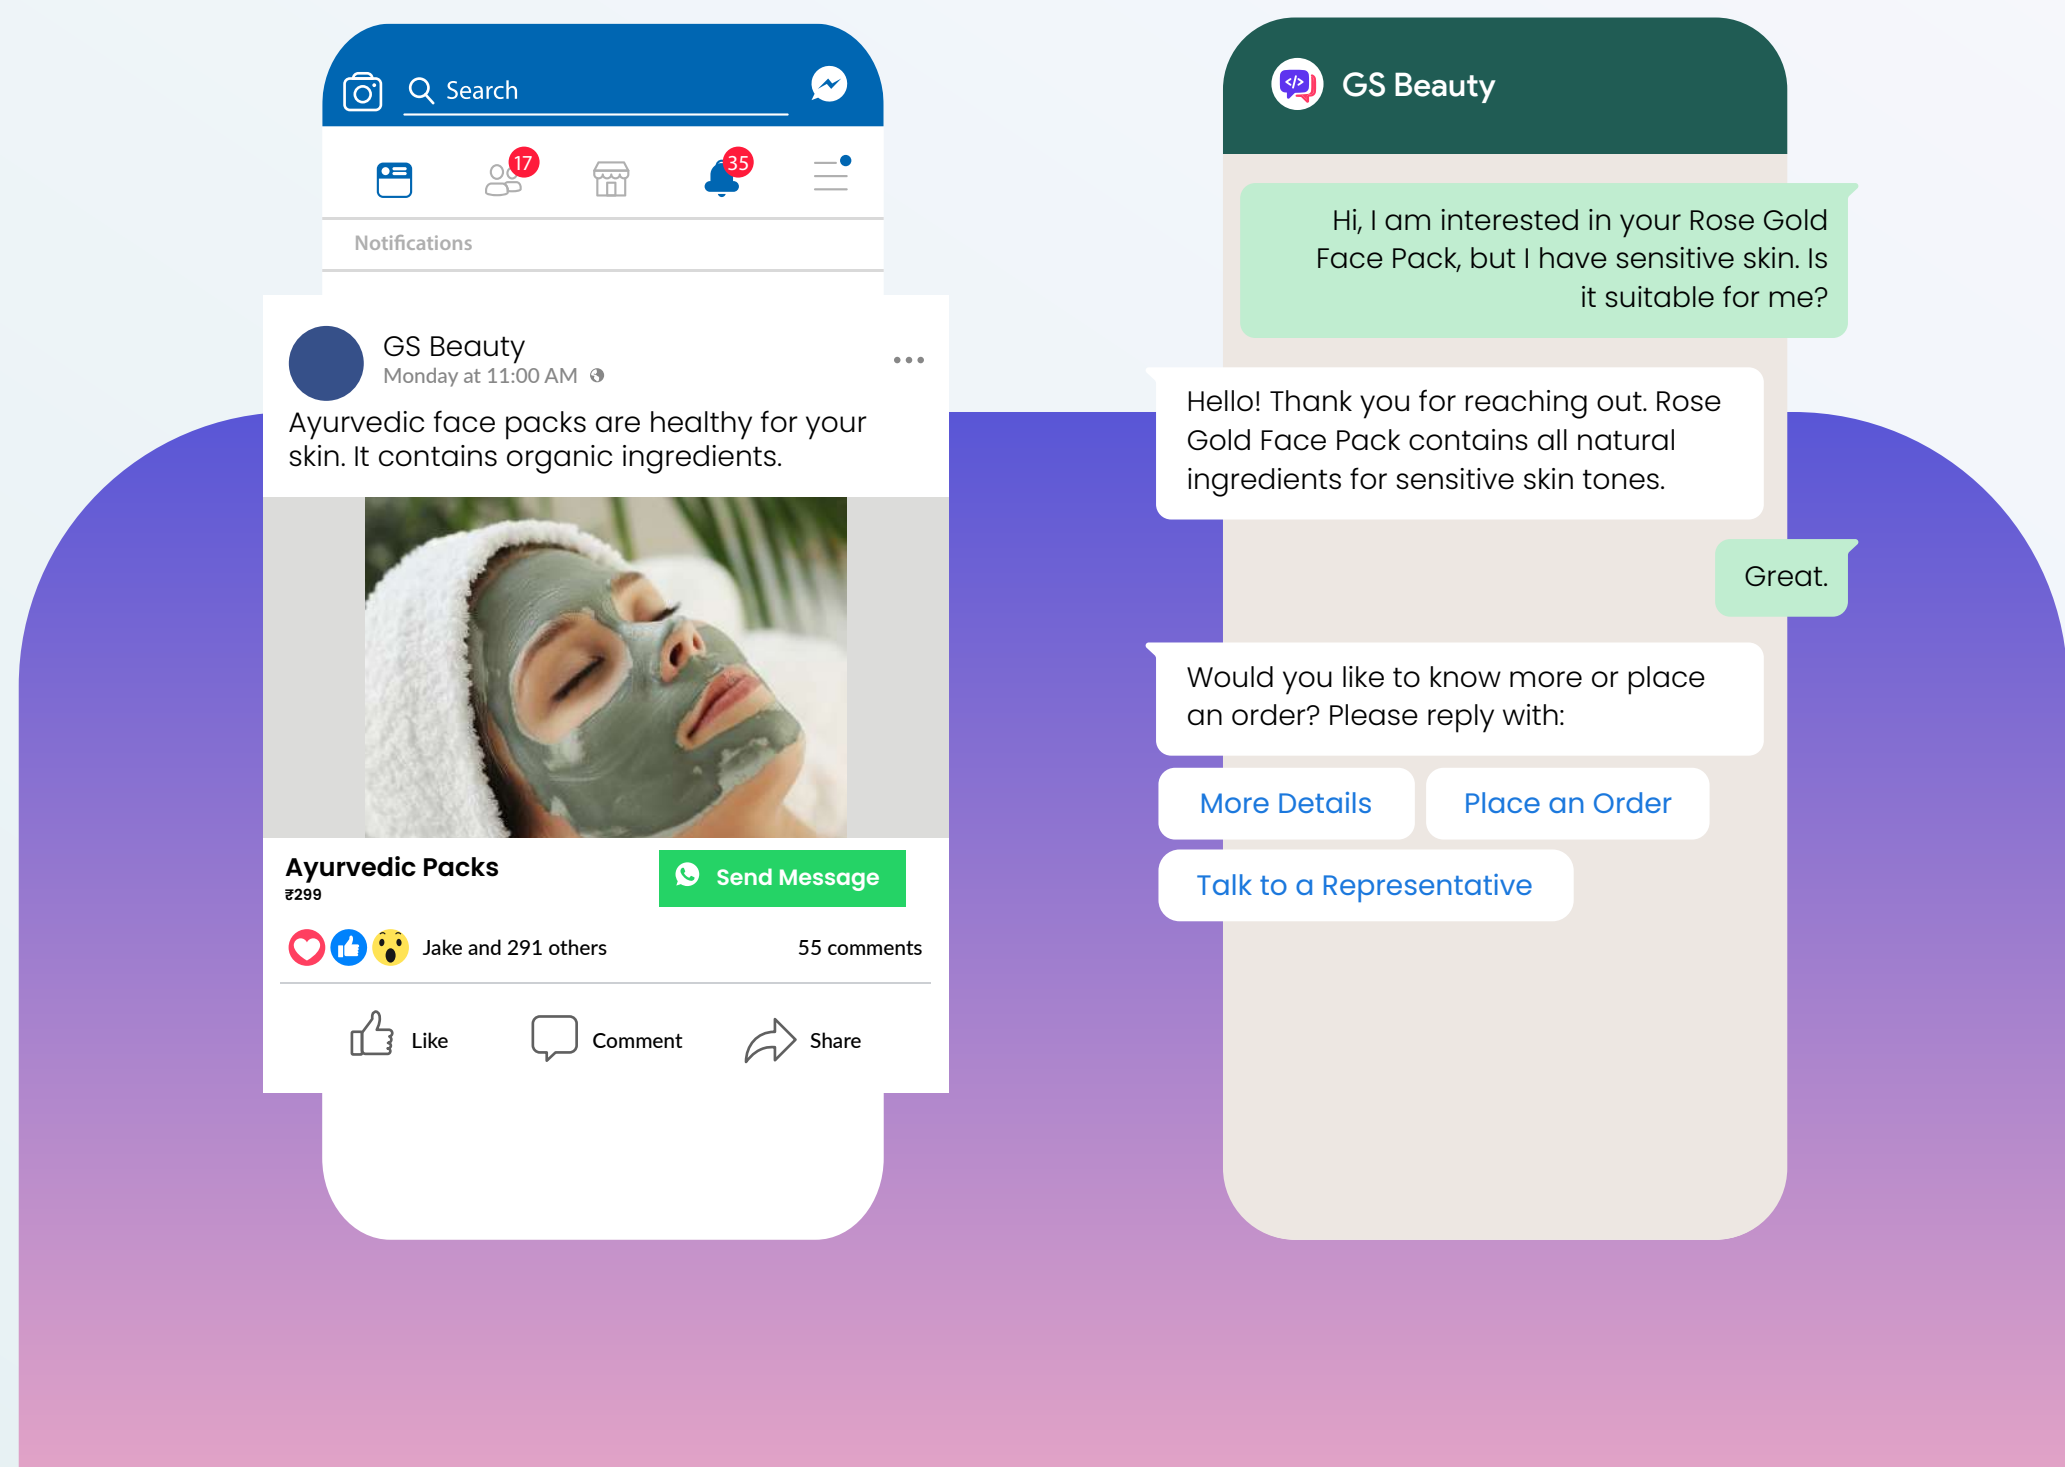 Search
17
35
Notifications
GS Beauty
Monday at 11:00 AM
Ayurvedic face packs are healthy for your
skin. It contains organic ingredients.
Ayurvedic Packs
₹299
Send Message
Jake and 291 others
55 comments
Like
Comment
Share
GS Beauty
Hi, I am interested in your Rose Gold
Face Pack, but I have sensitive skin. Is
it suitable for me?
Hello! Thank you for reaching out. Rose
Gold Face Pack contains all natural
ingredients for sensitive skin tones.
Great.
Would you like to know more or place
an order? Please reply with:
More Details
Place an Order
Talk to a Representative